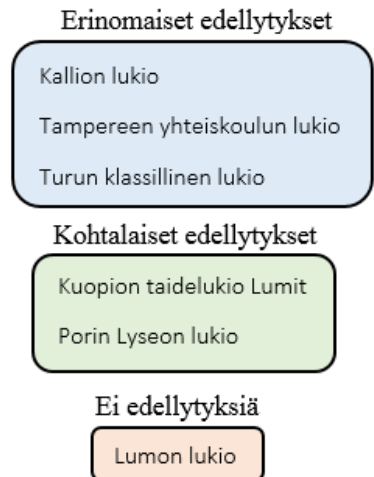 Erinomaiset edellytykset
Kallion lukio
Tampereen yhteiskoulun lukio
Turun klassillinen lukio
Kohtalaiset edellytykset
Kuopion taidelukio Lumit
Porin Lyseon lukio
Ei edellytyksiä
Lumon lukio